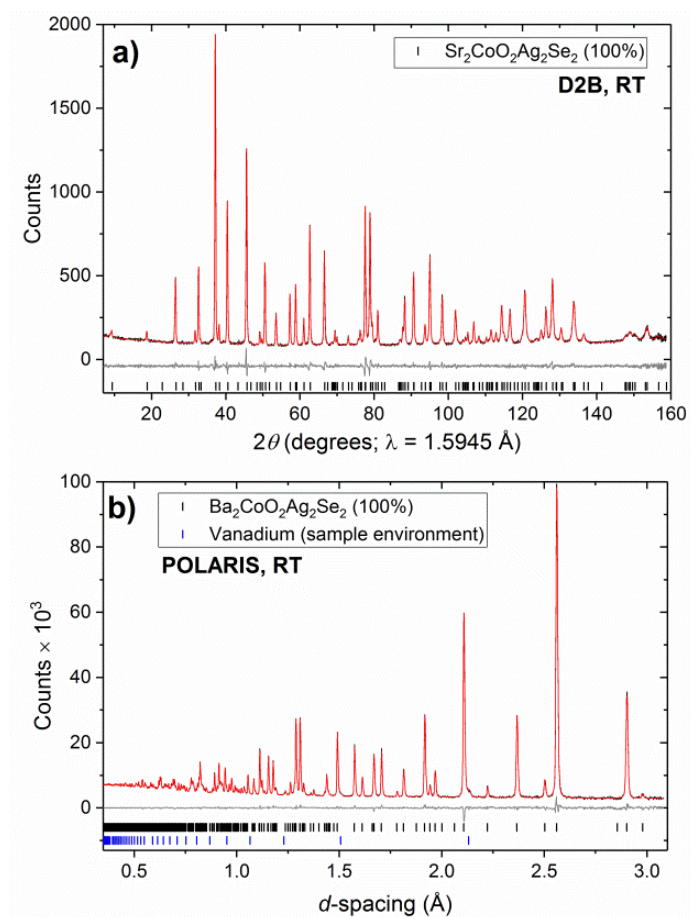 2000
a)
Sr₂CoO₂Ag₂Se₂ (100%)
D2B, RT
1500
1000
500
0
Counts
20 40 60 80 100 120 140 160
2θ (degrees; λ = 1.5945 Å)
100
b)
Ba₂CoO₂Ag₂Se₂ (100%)
Vanadium (sample environment)
POLARIS, RT
80
60
40
20
0
Counts × 10³
0.5 1.0 1.5 2.0 2.5 3.0
d-spacing (Å)